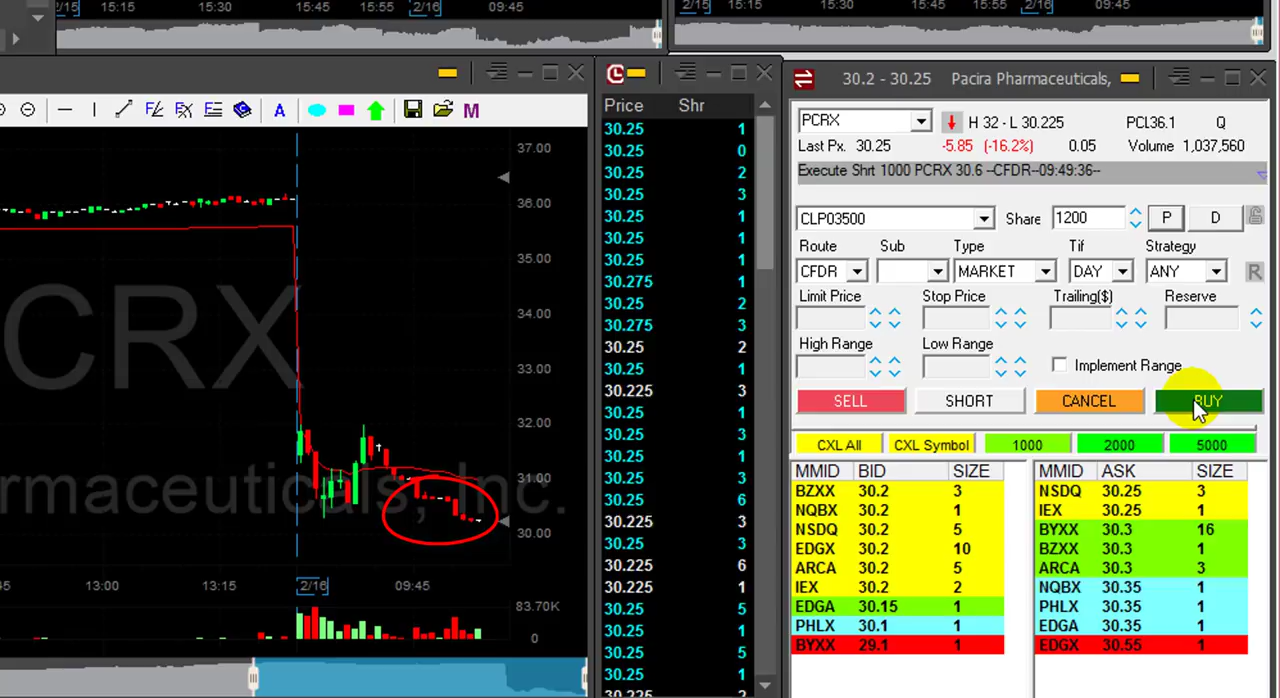 15:15 15:30 15:45 15:55 2/16 09:45
2/15 15:15 15:30 15:45 15:55 2/16 09:45
30.2 - 30.25 Pacira Pharmaceuticals,
A M
Price Shr
30.25 1
30.25 0
30.25 2
30.25 3
30.25 1
30.25 1
30.25 1
30.275 1
30.25 2
30.275 3
30.25 2
30.25 1
30.225 3
30.25 1
30.25 3
30.25 1
30.25 3
30.25 6
30.225 3
30.25 3
30.225 6
30.225 1
30.25 5
30.25 1
30.25 5
30.25 1
30.225 2
37.00
36.00
35.00
34.00
33.00
32.00
31.00
30.00
CRX
rmaceuticals, Inc.
13:00 13:15 2/16 09:45
83.70K
0
PCRX H 32 - L 30.225 PCL36.1 Q
Last Px. 30.25 -5.85 (-16.2%) 0.05 Volume 1,037,560
Execute Shrt 1000 PCRX 30.6 --CFDR--09:49:36--
CLP03500 Share 1200 P D
Route Sub Type Tif Strategy
CFDR MARKET DAY ANY R
Limit Price Stop Price Trailing($) Reserve
High Range Low Range
Implement Range
SELL SHORT CANCEL BUY
CXL All CXL Symbol 1000 2000 5000
MMID BID SIZE MMID ASK SIZE
BZXX 30.2 3 NSDQ 30.25 3
NQBX 30.2 1 IEX 30.25 1
NSDQ 30.2 5 BYXX 30.3 16
EDGX 30.2 10 BZXX 30.3 1
ARCA 30.2 5 ARCA 30.3 3
IEX 30.2 2 NQBX 30.35 1
EDGA 30.15 1 PHLX 30.35 1
PHLX 30.1 1 EDGA 30.35 1
BYXX 29.1 1 EDGX 30.55 1